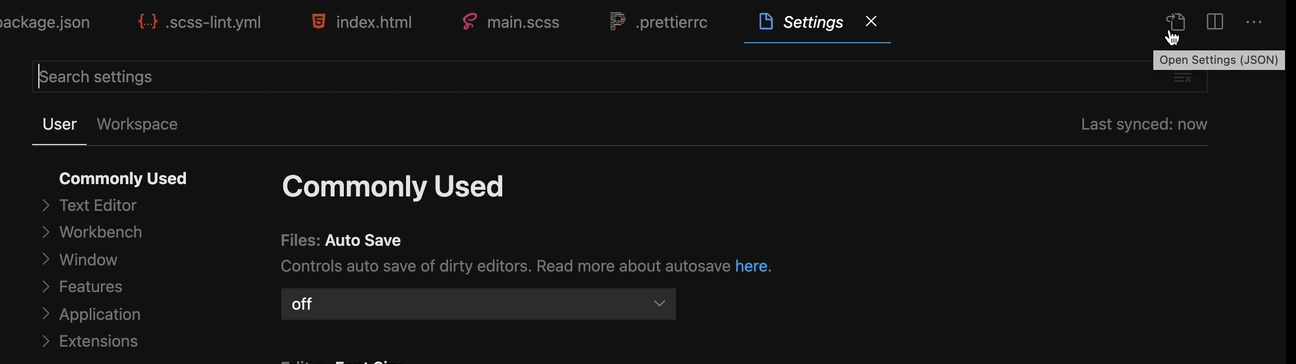 package.json .scss-lint.yml index.html main.scss .prettierrc Settings
Open Settings (JSON)
Search settings
User Workspace Last synced: now
Commonly Used
Text Editor
Workbench
Window
Features
Application
Extensions
Commonly Used
Files: Auto Save
Controls auto save of dirty editors. Read more about autosave here.
off